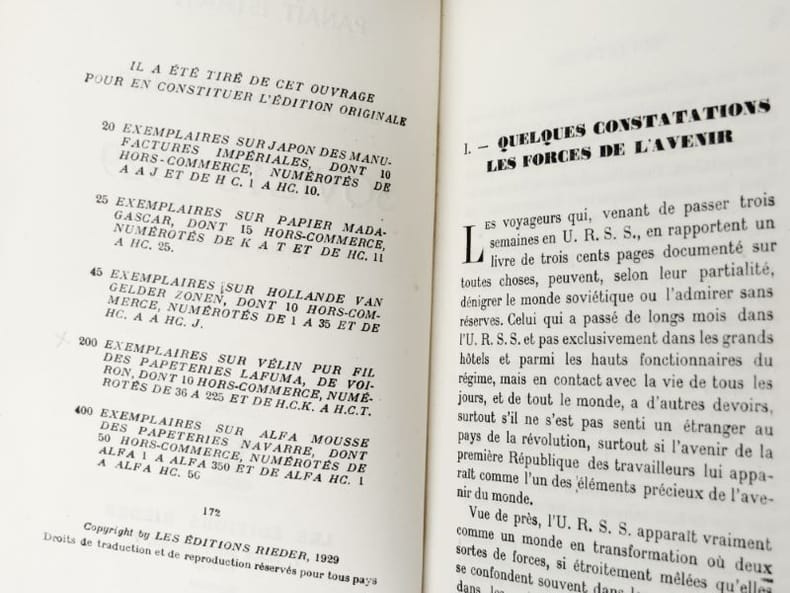 IL A ÉTÉ TIRÉ DE CET OUVRAGE
POUR EN CONSTITUER L'ÉDITION ORIGINALE
20 EXEMPLAIRES SUR JAPON DES MANU-
FACTURES IMPÉRIALES, DONT 10
HORS-COMMERCE, NUMÉROTÉS DE
A A J ET DE H C. 1 A HC. 10.
25 EXEMPLAIRES SUR PAPIER MADA-
GASCAR, DONT 15 HORS-COMMERCE,
NUMÉROTÉS DE K A T ET DE HC. 11
A HC. 25.
45 EXEMPLAIRES SUR HOLLANDE VAN
GELDER ZONEN, DONT 10 HORS-COM-
MERCE, NUMÉROTÉS DE 1 A 35 ET DE
HC. A A HC. J.
200 EXEMPLAIRES SUR VÉLIN PUR FIL
DES PAPETERIES LAFUMA, DE VOI-
RON, DONT 10 HORS-COMMERCE, NUMÉ-
ROTÉS DE 36 A 225 ET DE H.C.K. A H.C.T.
400 EXEMPLAIRES SUR ALFA MOUSSE
DES PAPETERIES NAVARRE, DONT
50 HORS-COMMERCE, NUMÉROTÉS DE
ALFA 1 A ALFA 350 ET DE ALFA HC. 1
A ALFA HC. 50
172
Copyright by LES ÉDITIONS RIEDER, 1929
Droits de traduction et de reproduction réservés pour tous pays
I. — QUELQUES CONSTATATIONS
LES FORCES DE L'AVENIR
LES voyageurs qui, venant de passer trois
semaines en U. R. S. S., en rapportent un
livre de trois cents pages documenté sur
toutes choses, peuvent, selon leur partialité,
dénigrer le monde soviétique ou l'admirer sans
réserves. Celui qui a passé de longs mois dans
l'U. R. S. S. et pas exclusivement dans les grands
hôtels et parmi les hauts fonctionnaires du
régime, mais en contact avec la vie de tous les
jours, et de tout le monde, a d'autres devoirs,
surtout s'il ne s'est pas senti un étranger au
pays de la révolution, surtout si l'avenir de la
première République des travailleurs lui appa-
raît comme l'un des éléments précieux de l'ave-
nir du monde.
Vue de près, l'U. R. S. S. apparaît vraiment
comme un monde en transformation où deux
sortes de forces, si étroitement mêlées qu'elles
se confondent souvent dans
dans les